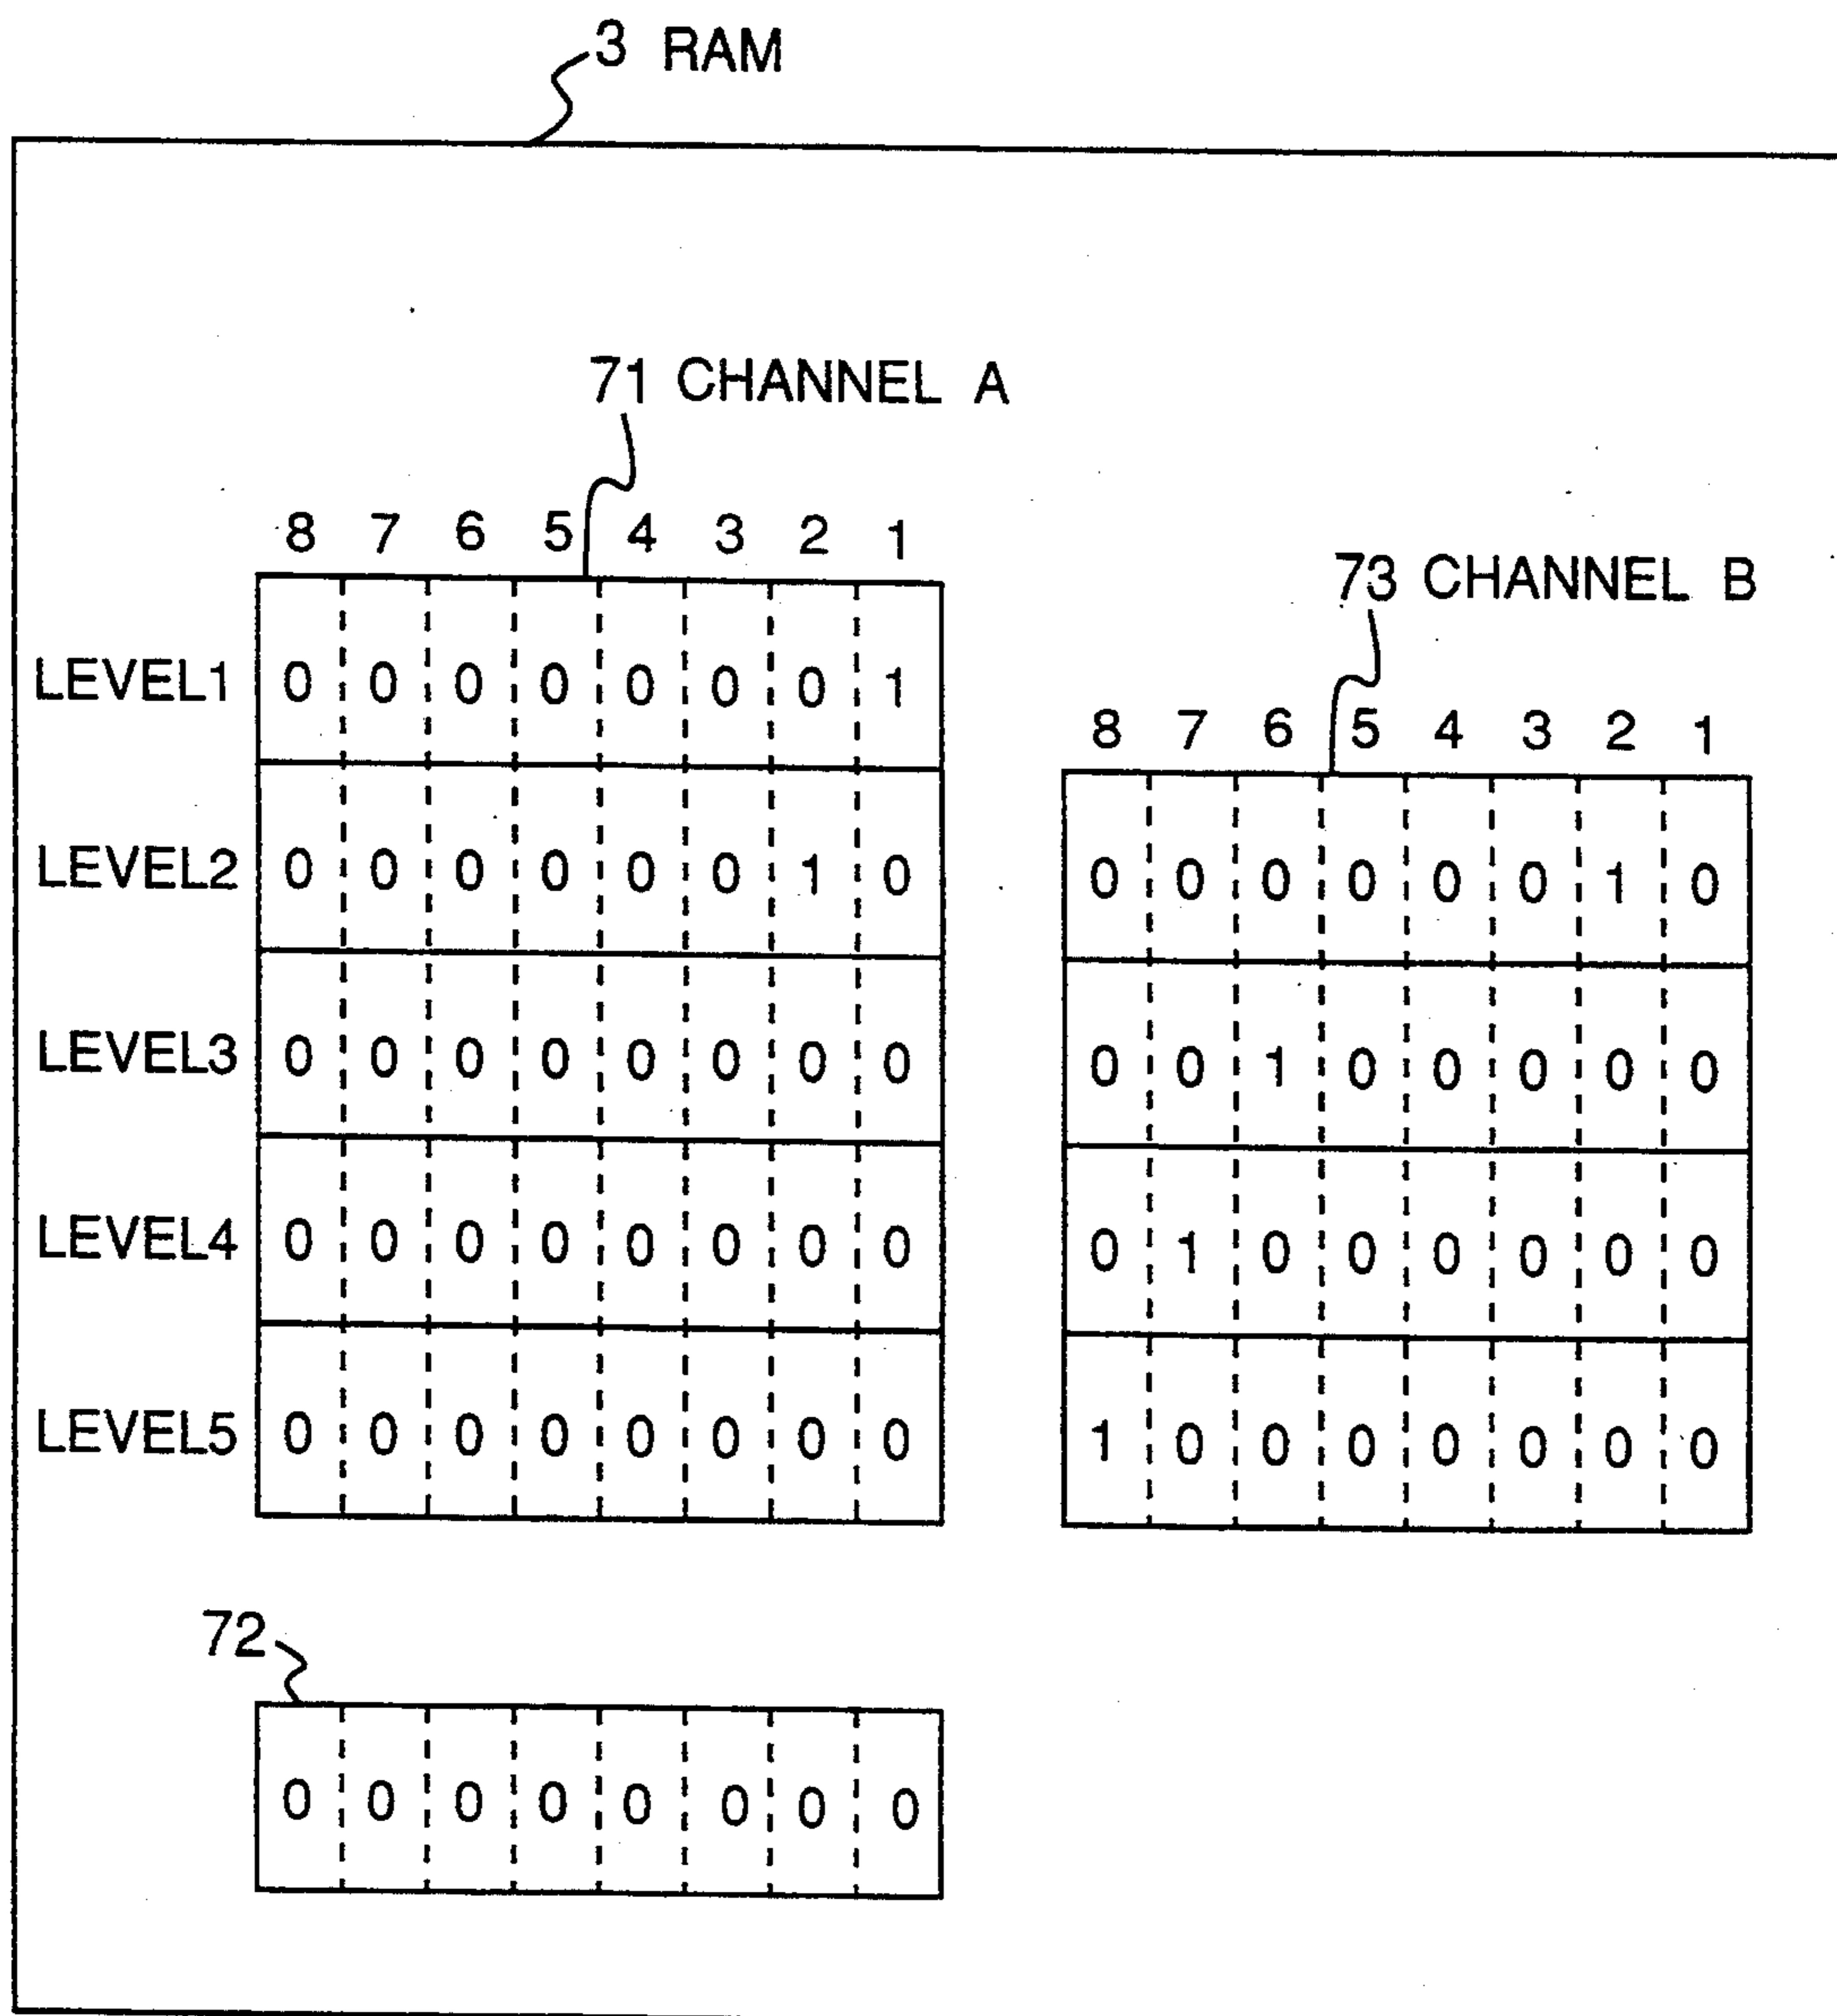 3 RAM
71 CHANNEL A
8 7 6 5 4 3 2 1
73 CHANNEL B
LEVEL1 0 0 0 0 0 0 0 1
8 7 6 5 4 3 2 1
LEVEL2 0 0 0 0 0 0 1 0
0 0 0 0 0 0 1 0
LEVEL3 0 0 0 0 0 0 0 0
0 0 1 0 0 0 0 0
LEVEL4 0 0 0 0 0 0 0 0
0 1 0 0 0 0 0 0
LEVEL5 0 0 0 0 0 0 0 0
1 0 0 0 0 0 0 0
72
0 0 0 0 0 0 0 0